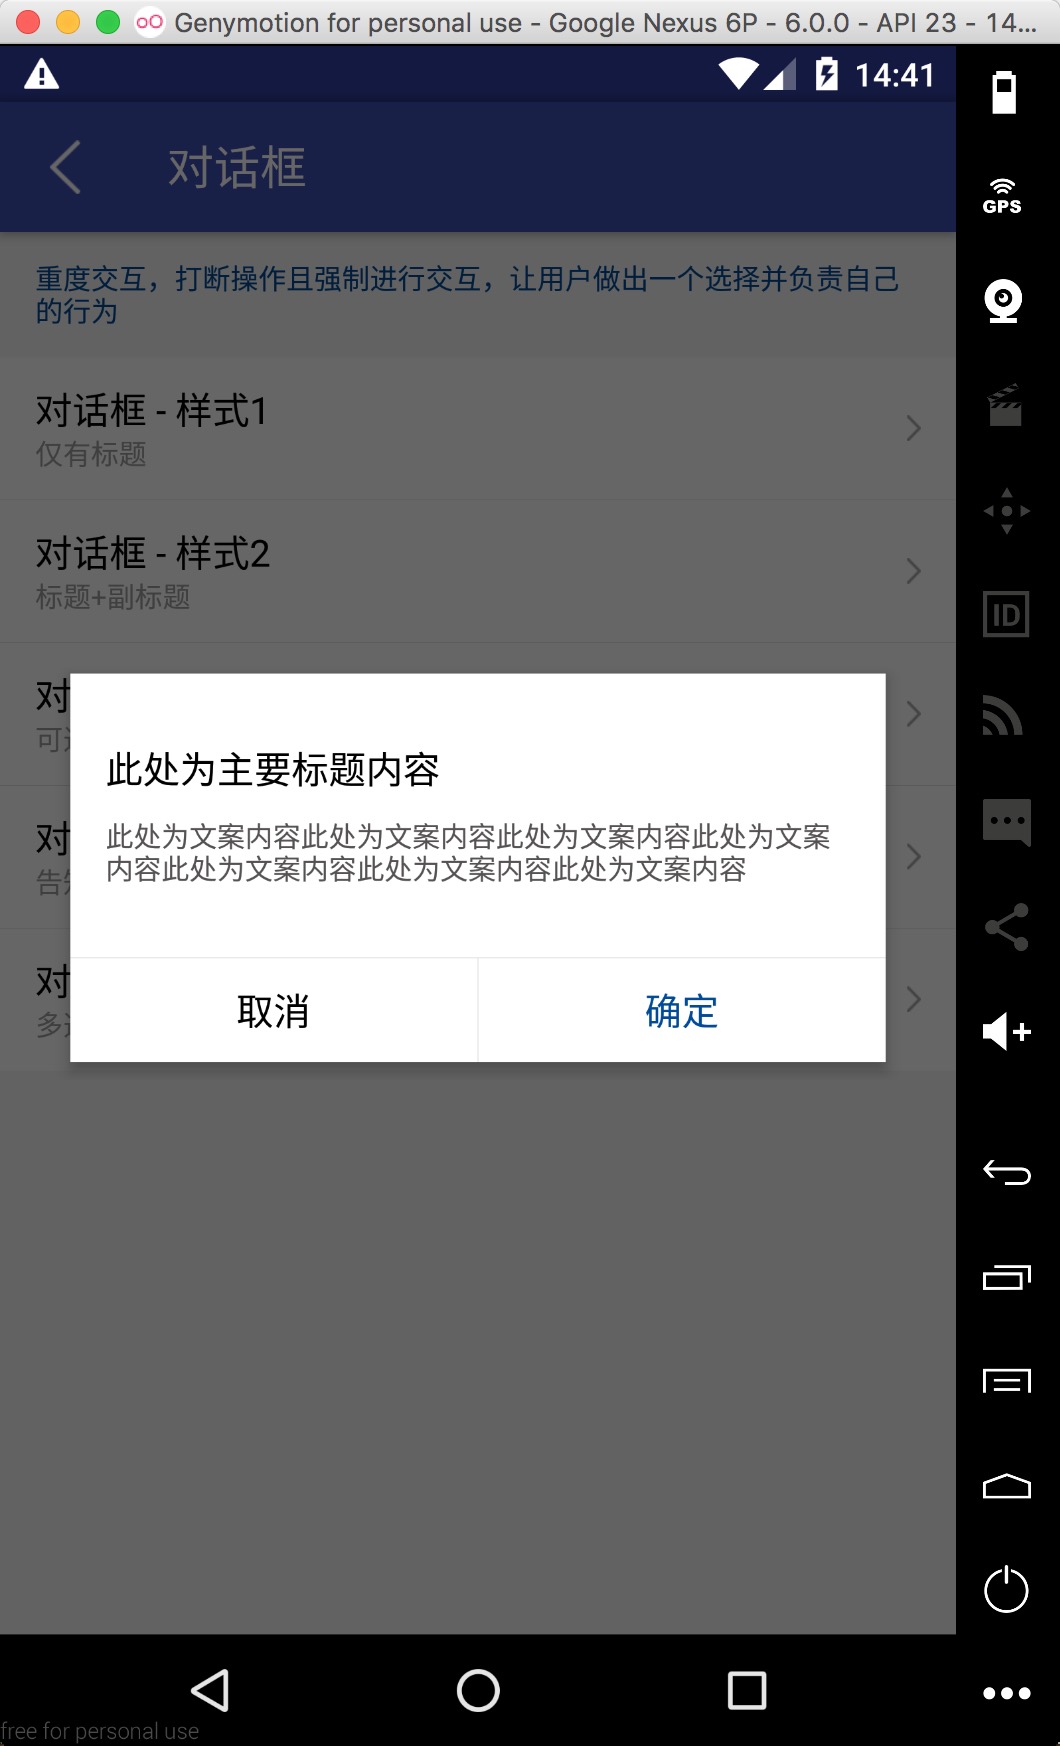 Genymotion for personal use - Google Nexus 6P - 6.0.0 - API 23 - 14...
14:41
对话框
GPS
重度交互，打断操作且强制进行交互，让用户做出一个选择并负责自己
的行为
对话框 - 样式1
仅有标题
对话框 - 样式2
标题+副标题
ID
对
可
此处为主要标题内容
此处为文案内容此处为文案内容此处为文案内容此处为文案
内容此处为文案内容此处为文案内容此处为文案内容
对
告
对
多
取消
确定
free for personal use